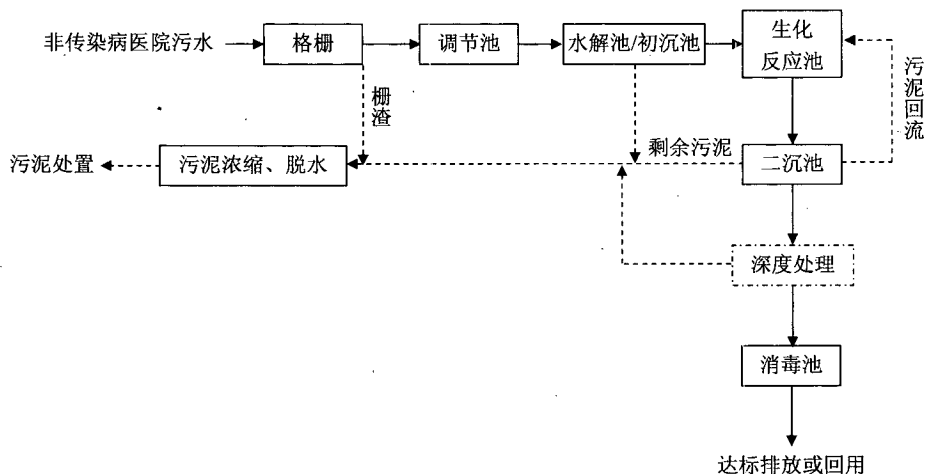 非传染病医院污水
格栅
调节池
水解池/初沉池
生化
反应池
污泥回流
栅渣
剩余污泥
二沉池
污泥浓缩、脱水
污泥处置
深度处理
消毒池
达标排放或回用